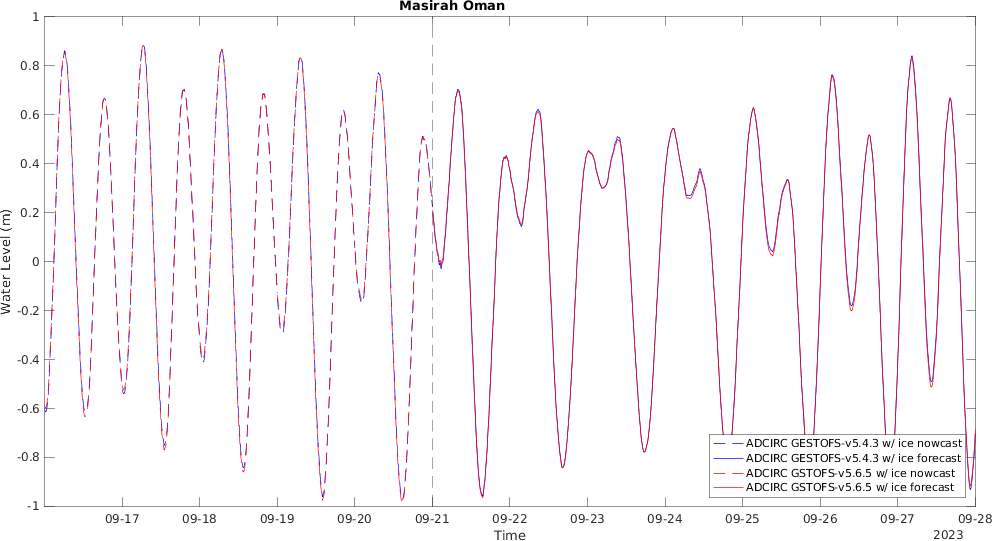 Masirah Oman
1
0.8
0.6
0.4
0.2
0
-0.2
-0.4
-0.6
-0.8
-1
Water Level (m)
ADCIRC GESTOFS-v5.4.3 w/ ice nowcast
ADCIRC GESTOFS-v5.4.3 w/ ice forecast
ADCIRC GSTOFS-v5.6.5 w/ ice nowcast
ADCIRC GSTOFS-v5.6.5 w/ ice forecast
09-17 09-18 09-19 09-20 09-21 09-22 09-23 09-24 09-25 09-26 09-27 09-28
Time
2023